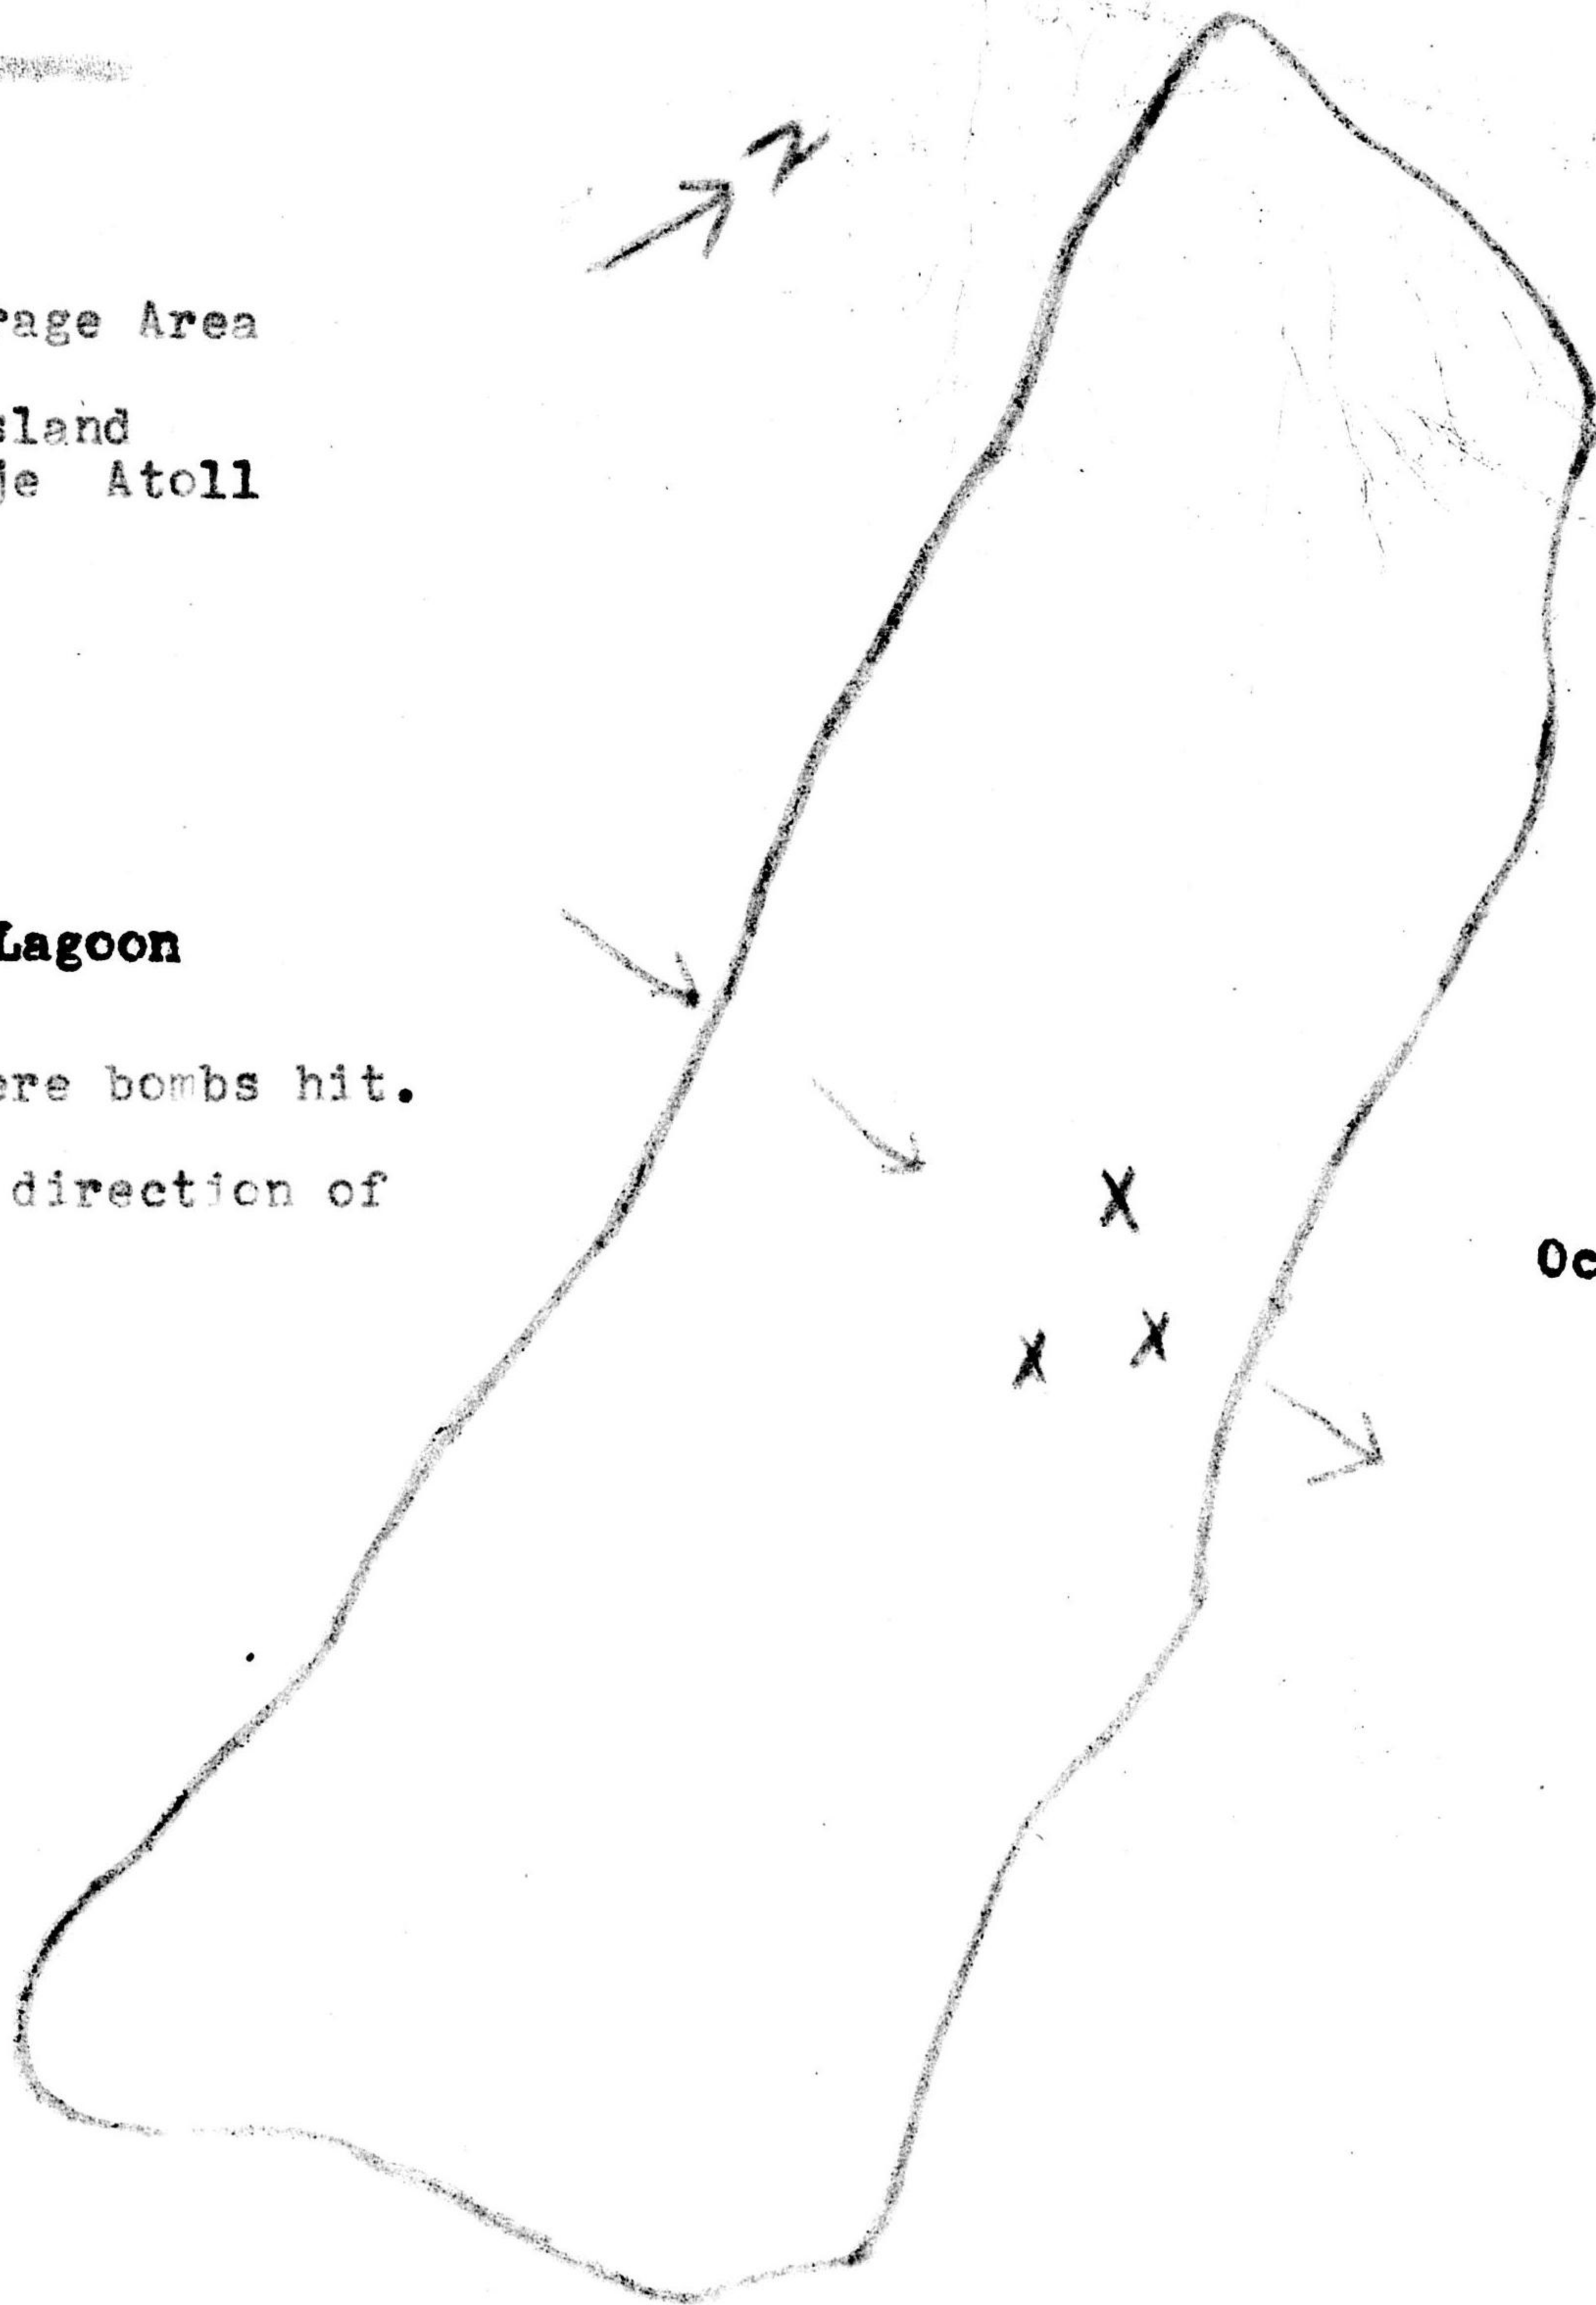 N
rage Area
sland
je Atoll
Lagoon
ere bombs hit.
direction of
X
Oc
X X